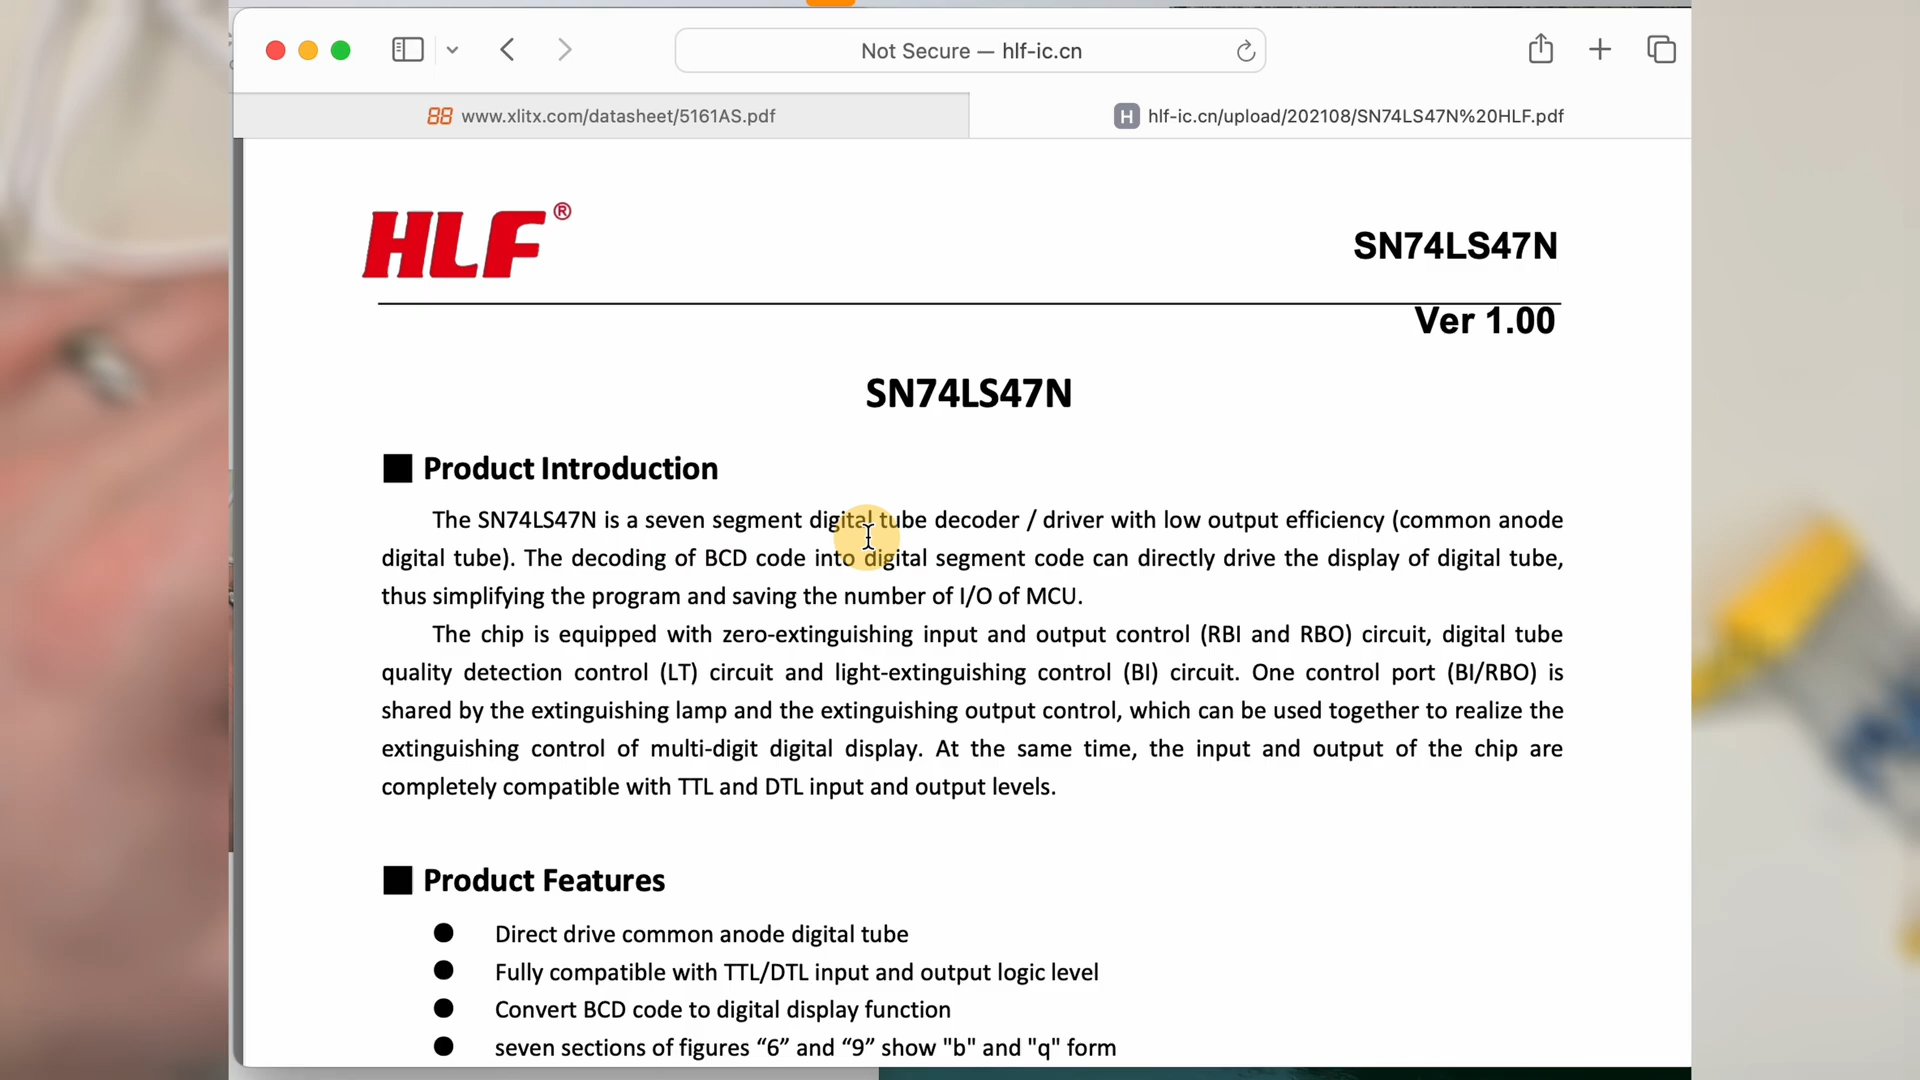 Not Secure — hlf-ic.cn
88 www.xlitx.com/datasheet/5161AS.pdf
H hlf-ic.cn/upload/202108/SN74LS47N%20HLF.pdf
HLF®
SN74LS47N
Ver 1.00
SN74LS47N
Product Introduction
The SN74LS47N is a seven segment digital tube decoder / driver with low output efficiency (common anode
digital tube). The decoding of BCD code into digital segment code can directly drive the display of digital tube,
thus simplifying the program and saving the number of I/O of MCU.
The chip is equipped with zero-extinguishing input and output control (RBI and RBO) circuit, digital tube
quality detection control (LT) circuit and light-extinguishing control (BI) circuit. One control port (BI/RBO) is
shared by the extinguishing lamp and the extinguishing output control, which can be used together to realize the
extinguishing control of multi-digit digital display. At the same time, the input and output of the chip are
completely compatible with TTL and DTL input and output levels.
Product Features
● Direct drive common anode digital tube
● Fully compatible with TTL/DTL input and output logic level
● Convert BCD code to digital display function
● seven sections of figures “6” and “9” show "b" and "q" form